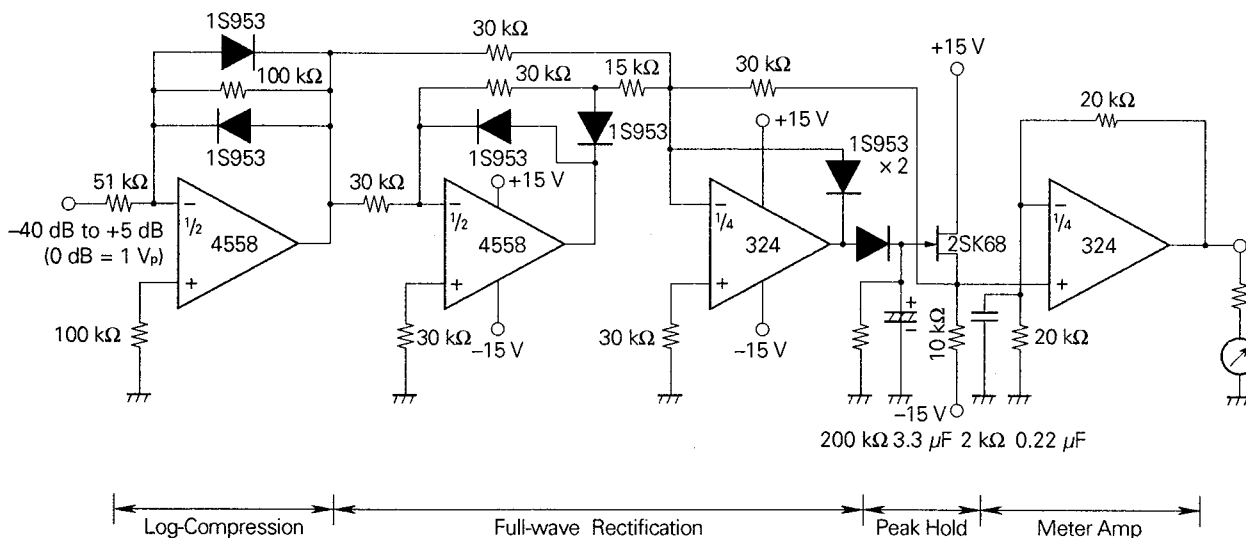 1S953
100 kΩ
1S953
51 kΩ
–40 dB to +5 dB
(0 dB = 1 Vp)
−
1/2
4558
+
100 kΩ
30 kΩ
30 kΩ
15 kΩ
30 kΩ
1S953
1S953
30 kΩ
+15 V
−
1/2
4558
+
30 kΩ
–15 V
+15 V
1S953
× 2
−
1/4
324
+
30 kΩ
–15 V
+15 V
2SK68
+
−
10 kΩ
–15 V
200 kΩ 3.3 µF 2 kΩ 0.22 µF
20 kΩ
−
1/4
324
+
20 kΩ
Log-Compression
Full-wave Rectification
Peak Hold
Meter Amp